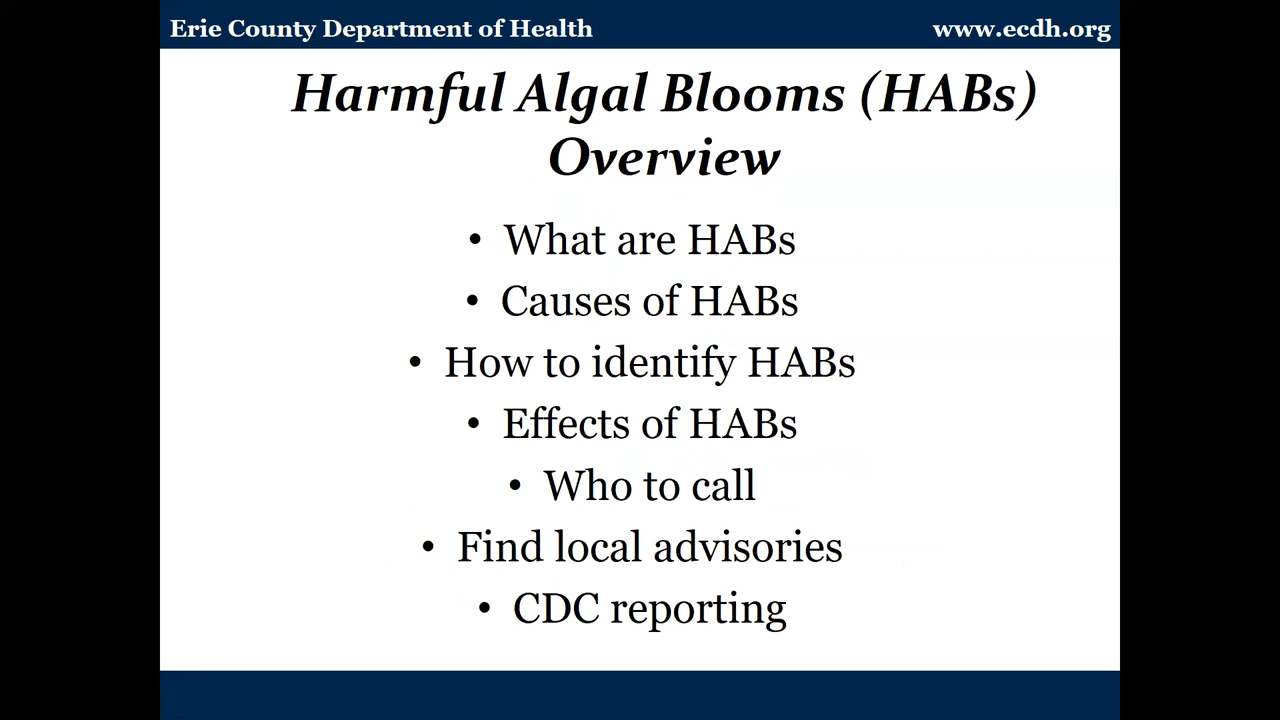 Erie County Department of Health www.ecdh.org
Harmful Algal Blooms (HABs)
Overview
• What are HABs
• Causes of HABs
• How to identify HABs
• Effects of HABs
• Who to call
• Find local advisories
• CDC reporting